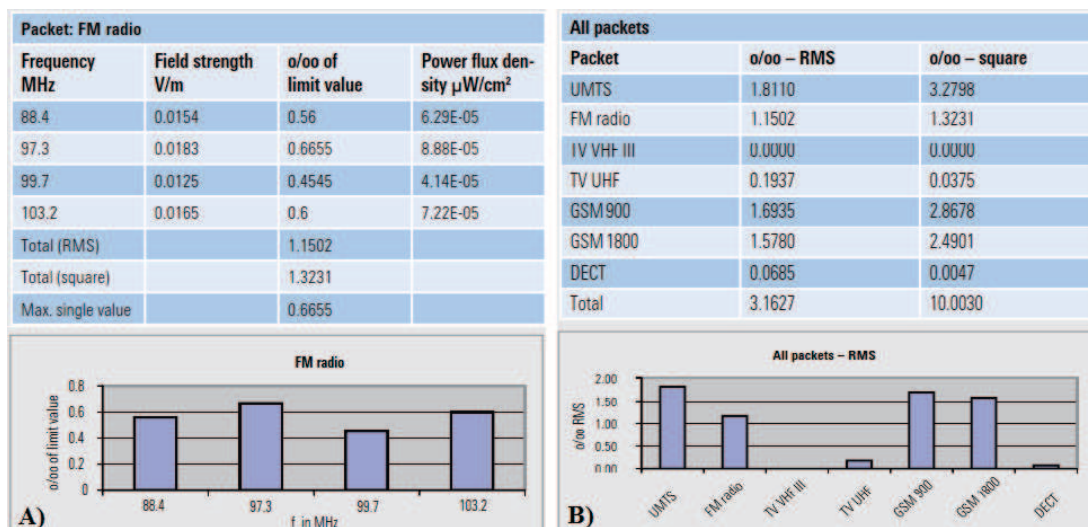 Packet: FM radio
Frequency MHz Field strength V/m o/oo of limit value Power flux den-sity µW/cm²
88.4 0.0154 0.56 6.29E-05
97.3 0.0183 0.6655 8.88E-05
99.7 0.0125 0.4545 4.14E-05
103.2 0.0165 0.6 7.22E-05
Total (RMS) 1.1502
Total (square) 1.3231
Max. single value 0.6655
FM radio
o/oo of limit value
0.8
0.6
0.4
0.2
0
88.4 97.3 99.7 103.2
f in MHz
A)
All packets
Packet o/oo – RMS o/oo – square
UMTS 1.8110 3.2798
FM radio 1.1502 1.3231
TV VHF III 0.0000 0.0000
TV UHF 0.1937 0.0375
GSM 900 1.6935 2.8678
GSM 1800 1.5780 2.4901
DECT 0.0685 0.0047
Total 3.1627 10.0030
All packets – RMS
o/oo RMS
2.00
1.50
1.00
0.50
0.00
UMTS FM radio TV VHF III TV UHF GSM 900 GSM 1800 DECT
B)